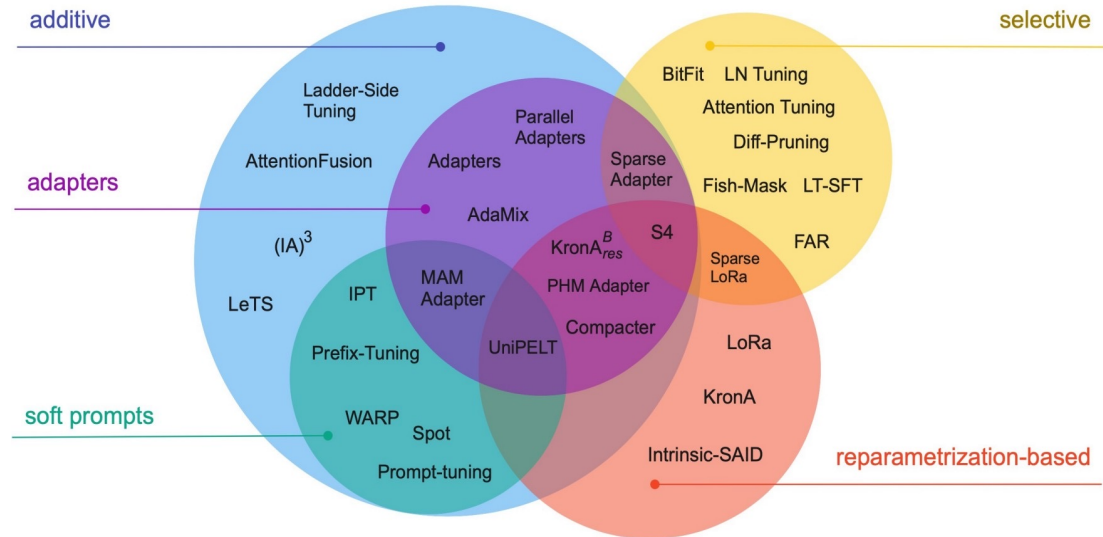 additive
selective
BitFit LN Tuning
Ladder-Side
Tuning
Attention Tuning
Parallel
Adapters
Diff-Pruning
AttentionFusion
Adapters
Sparse
Adapter
adapters
Fish-Mask LT-SFT
AdaMix
(IA)³
KronA^B_res
S4
FAR
Sparse
LoRa
MAM
Adapter
PHM Adapter
IPT
LeTS
Compacter
UniPELT
LoRa
Prefix-Tuning
KronA
soft prompts
WARP
Spot
Intrinsic-SAID
reparametrization-based
Prompt-tuning